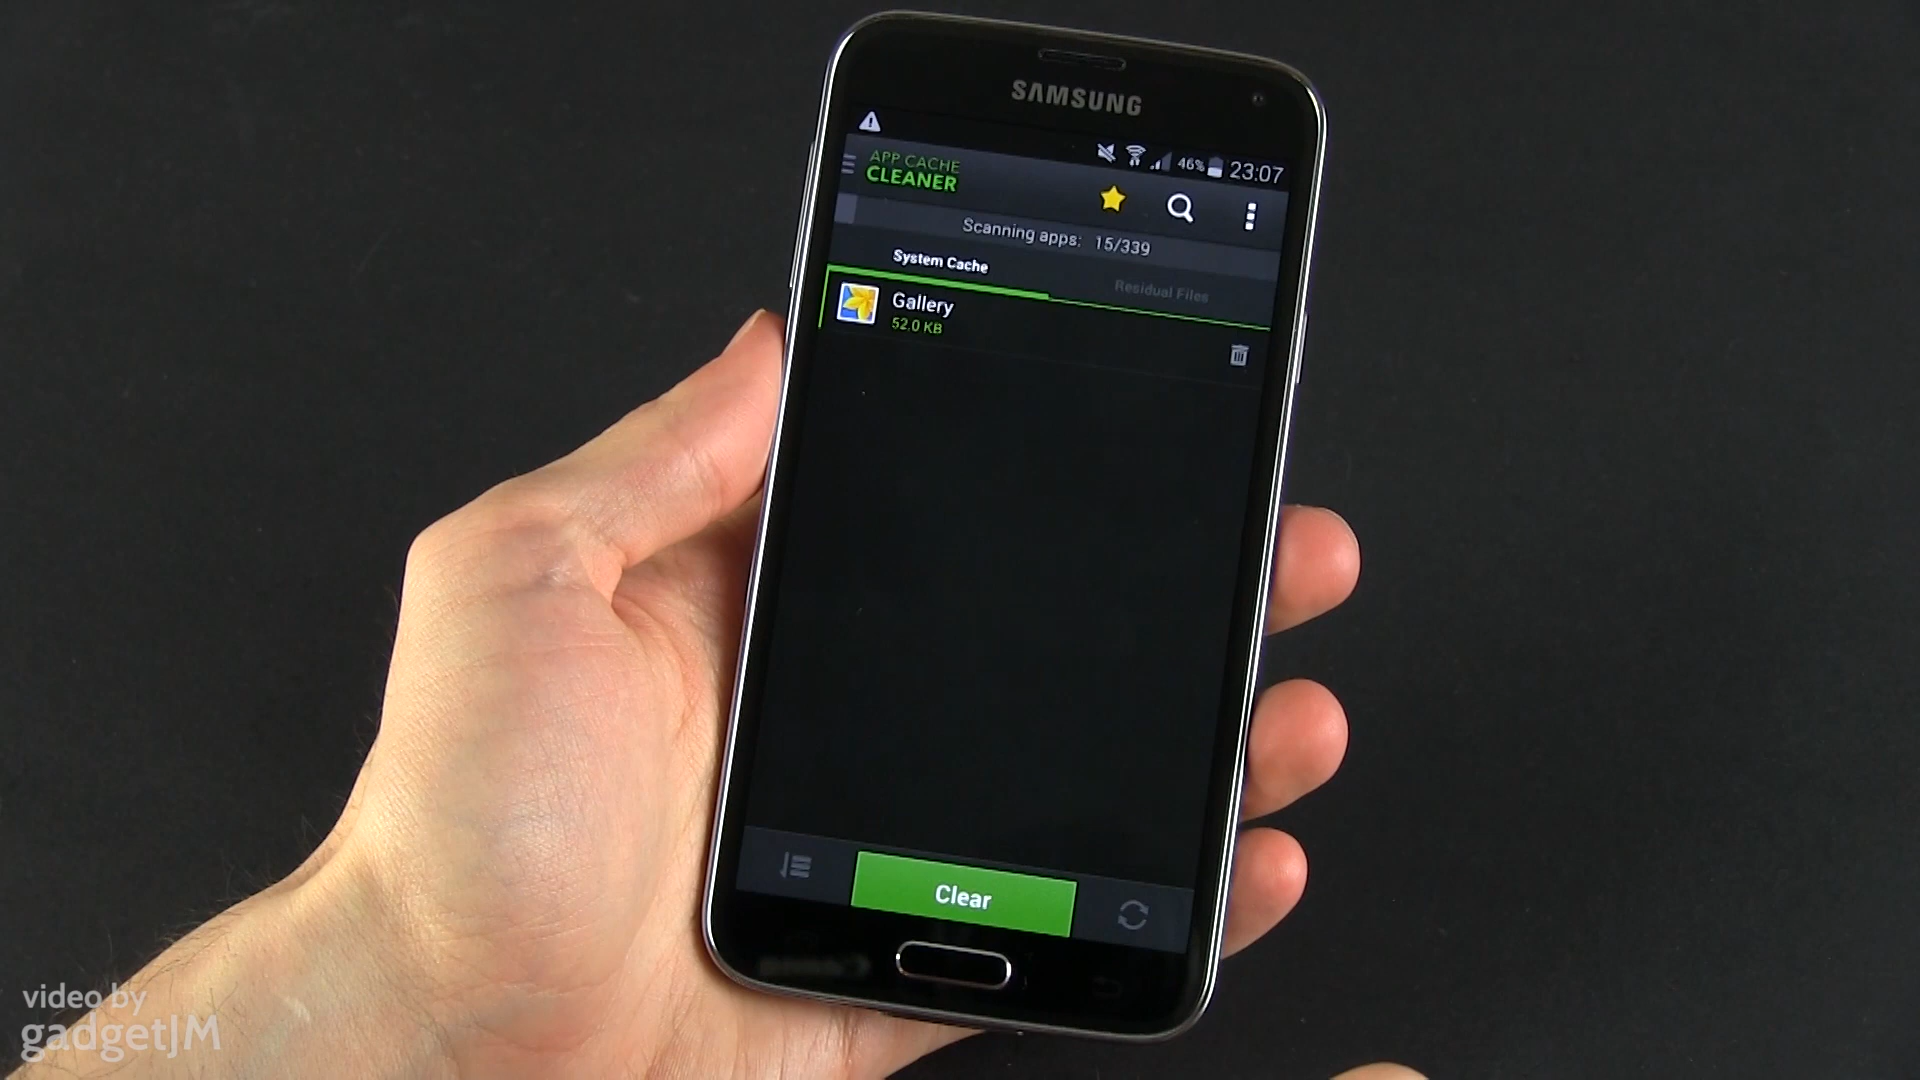 SAMSUNG
46% 23:07
APP CACHE
CLEANER
Scanning apps: 15/339
System Cache
Residual Files
Gallery
52.0 KB
Clear
video by
gadgetJM